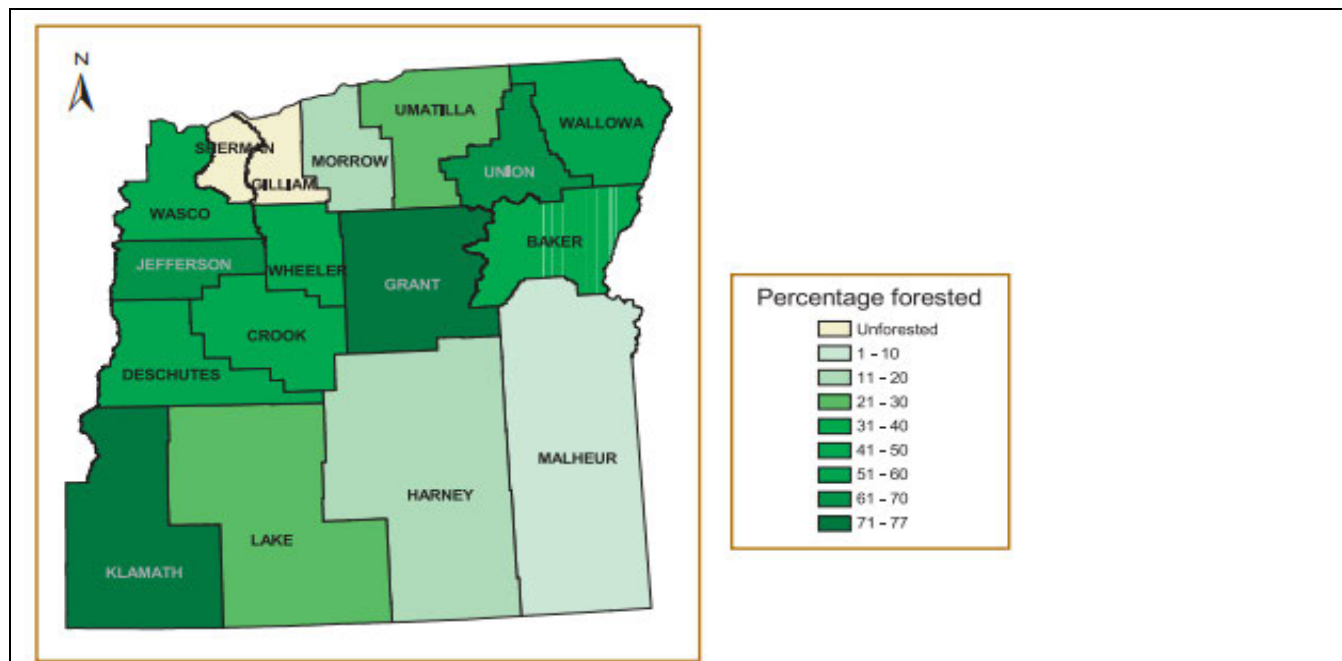 N
UMATILLA
WALLOWA
SHERMAN
MORROW
UNION
GILLIAM
WASCO
BAKER
JEFFERSON
WHEELER
GRANT
CROOK
DESCHUTES
MALHEUR
HARNEY
LAKE
KLAMATH
Percentage forested
Unforested
1 – 10
11 – 20
21 – 30
31 – 40
41 – 50
51 – 60
61 – 70
71 – 77